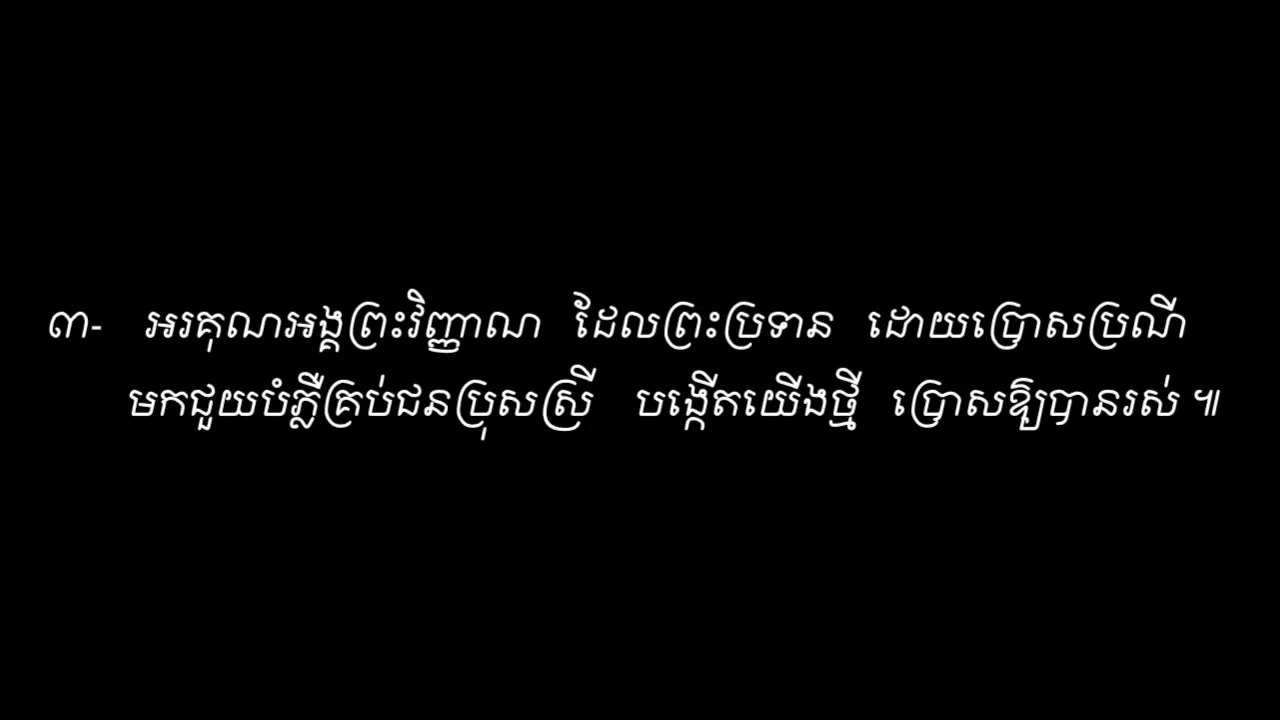 ៣- អរគុណអង្គព្រះវិញ្ញាណ ដែលព្រះប្រទាន ដោយប្រោសប្រណី
មកជួយបំភ្លឺគ្រប់ជនប្រុសស្រី បង្កើតយើងថ្មី ប្រោសឱ្យបានរស់ ៕